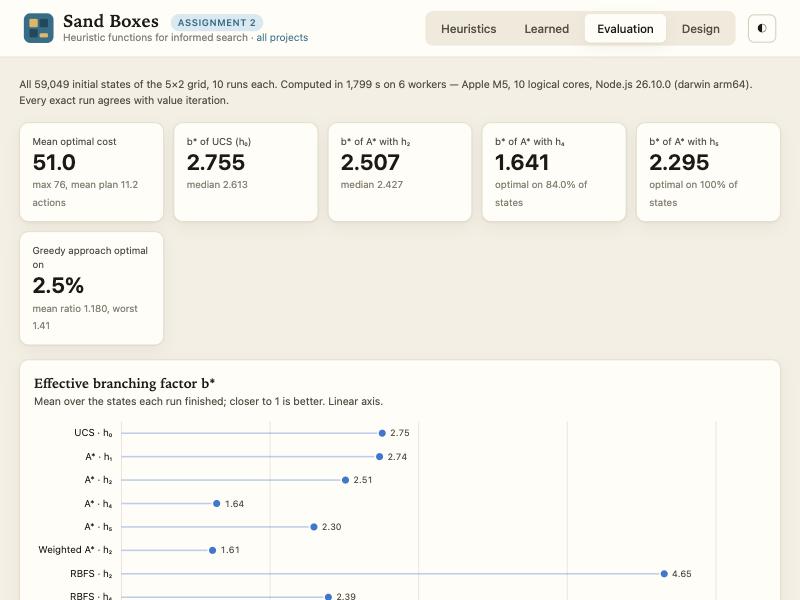 Sand Boxes ASSIGNMENT 2
Heuristic functions for informed search · all projects
Heuristics Learned Evaluation Design
All 59,049 initial states of the 5×2 grid, 10 runs each. Computed in 1,799 s on 6 workers — Apple M5, 10 logical cores, Node.js 26.10.0 (darwin arm64).
Every exact run agrees with value iteration.
Mean optimal cost
51.0
max 76, mean plan 11.2
actions
b* of UCS (h₀)
2.755
median 2.613
b* of A* with h₂
2.507
median 2.427
b* of A* with h₄
1.641
optimal on 84.0% of
states
b* of A* with h₅
2.295
optimal on 100% of
states
Greedy approach optimal
on
2.5%
mean ratio 1.180, worst
1.41
Effective branching factor b*
Mean over the states each run finished; closer to 1 is better. Linear axis.
UCS · h₀ 2.75
A* · h₁ 2.74
A* · h₂ 2.51
A* · h₄ 1.64
A* · h₅ 2.30
Weighted A* · h₂ 1.61
RBFS · h₂ 4.65
RBFS · h₄ 2.39